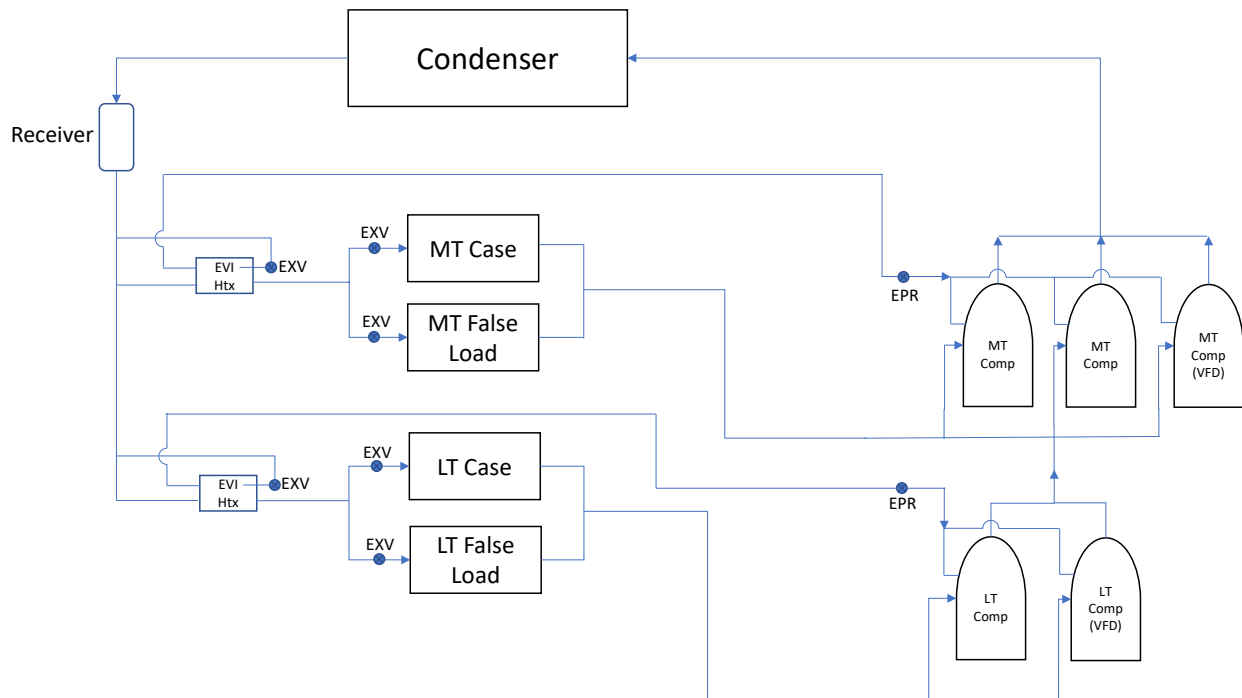 Condenser
Receiver
EXV
MT Case
EVI
Htx
EXV
EXV
MT False
Load
EPR
MT
Comp
MT
Comp
MT
Comp
(VFD)
EXV
LT Case
EVI
Htx
EXV
EXV
LT False
Load
EPR
LT
Comp
LT
Comp
(VFD)